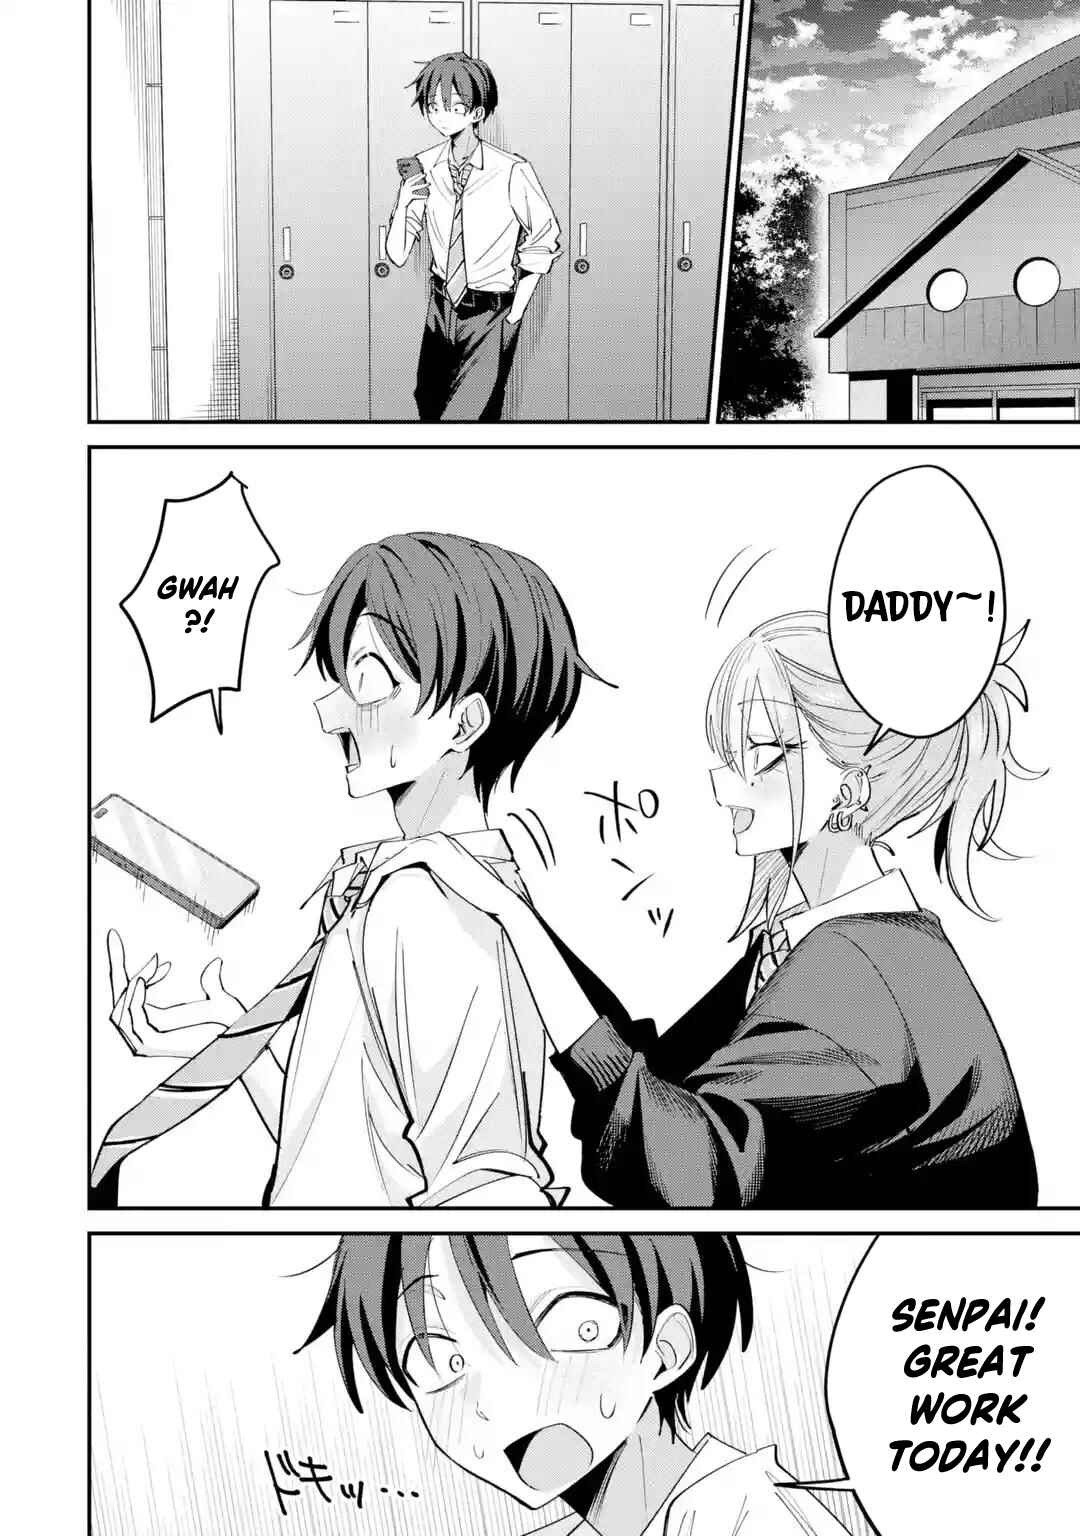 DADDY~!
GWAH
?!
ポンッ
SENPAI!
GREAT
WORK
TODAY!!
ドキッ...